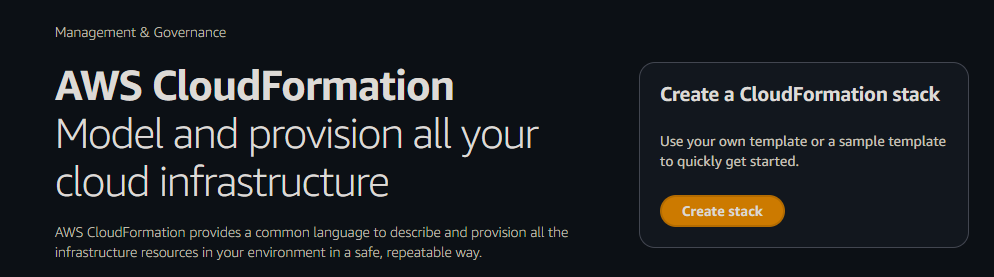 Management & Governance
AWS CloudFormation
Model and provision all your
cloud infrastructure
AWS CloudFormation provides a common language to describe and provision all the
infrastructure resources in your environment in a safe, repeatable way.
Create a CloudFormation stack
Use your own template or a sample template
to quickly get started.
Create stack